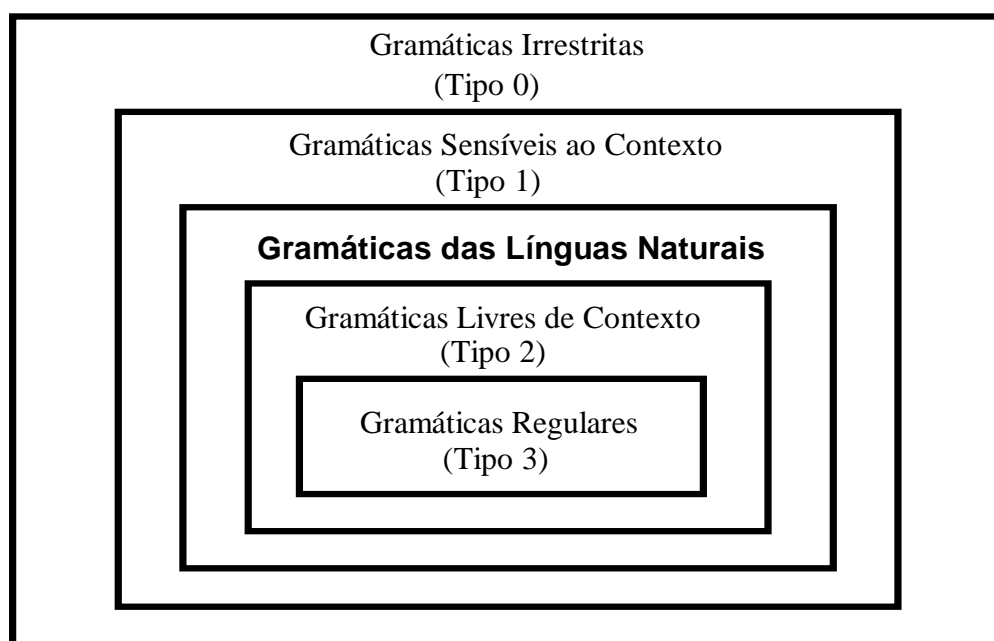 Gramáticas Irrestritas
(Tipo 0)
Gramáticas Sensíveis ao Contexto
(Tipo 1)
Gramáticas das Línguas Naturais
Gramáticas Livres de Contexto
(Tipo 2)
Gramáticas Regulares
(Tipo 3)